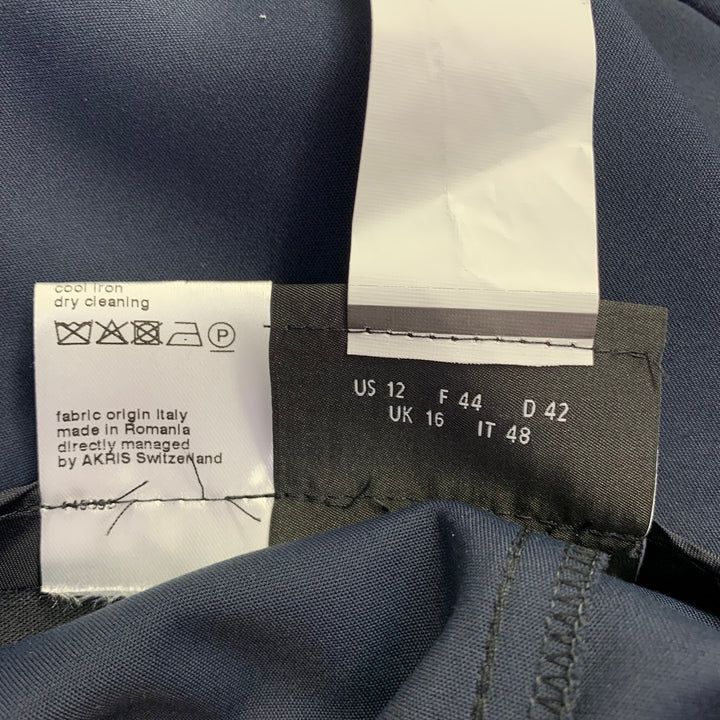 cool iron
dry cleaning
P
fabric origin Italy
made in Romania
directly managed
by AKRIS Switzerland
US 12 F 44 D 42
UK 16 IT 48